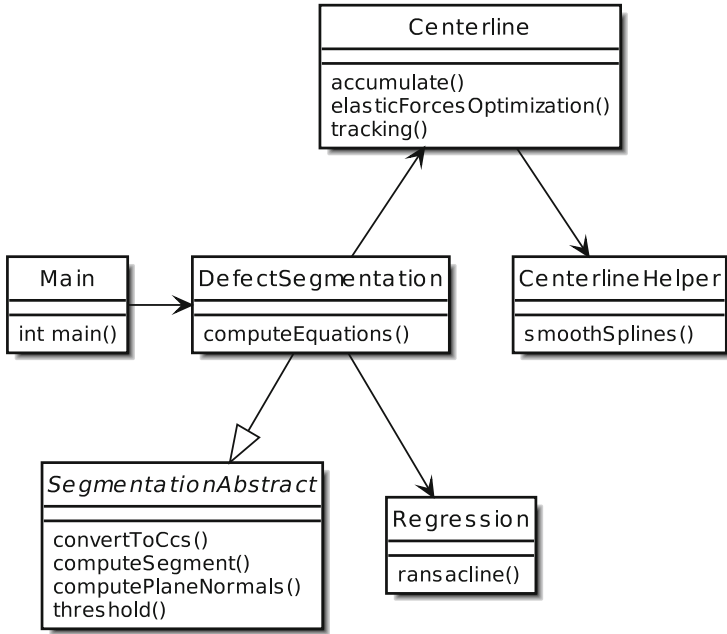 Centerline
accumulate()
elasticForcesOptimization()
tracking()
Main
int main()
DefectSegmentation
computeEquations()
CenterlineHelper
smoothSplines()
SegmentationAbstract
convertToCcs()
computeSegment()
computePlaneNormals()
threshold()
Regression
ransacline()